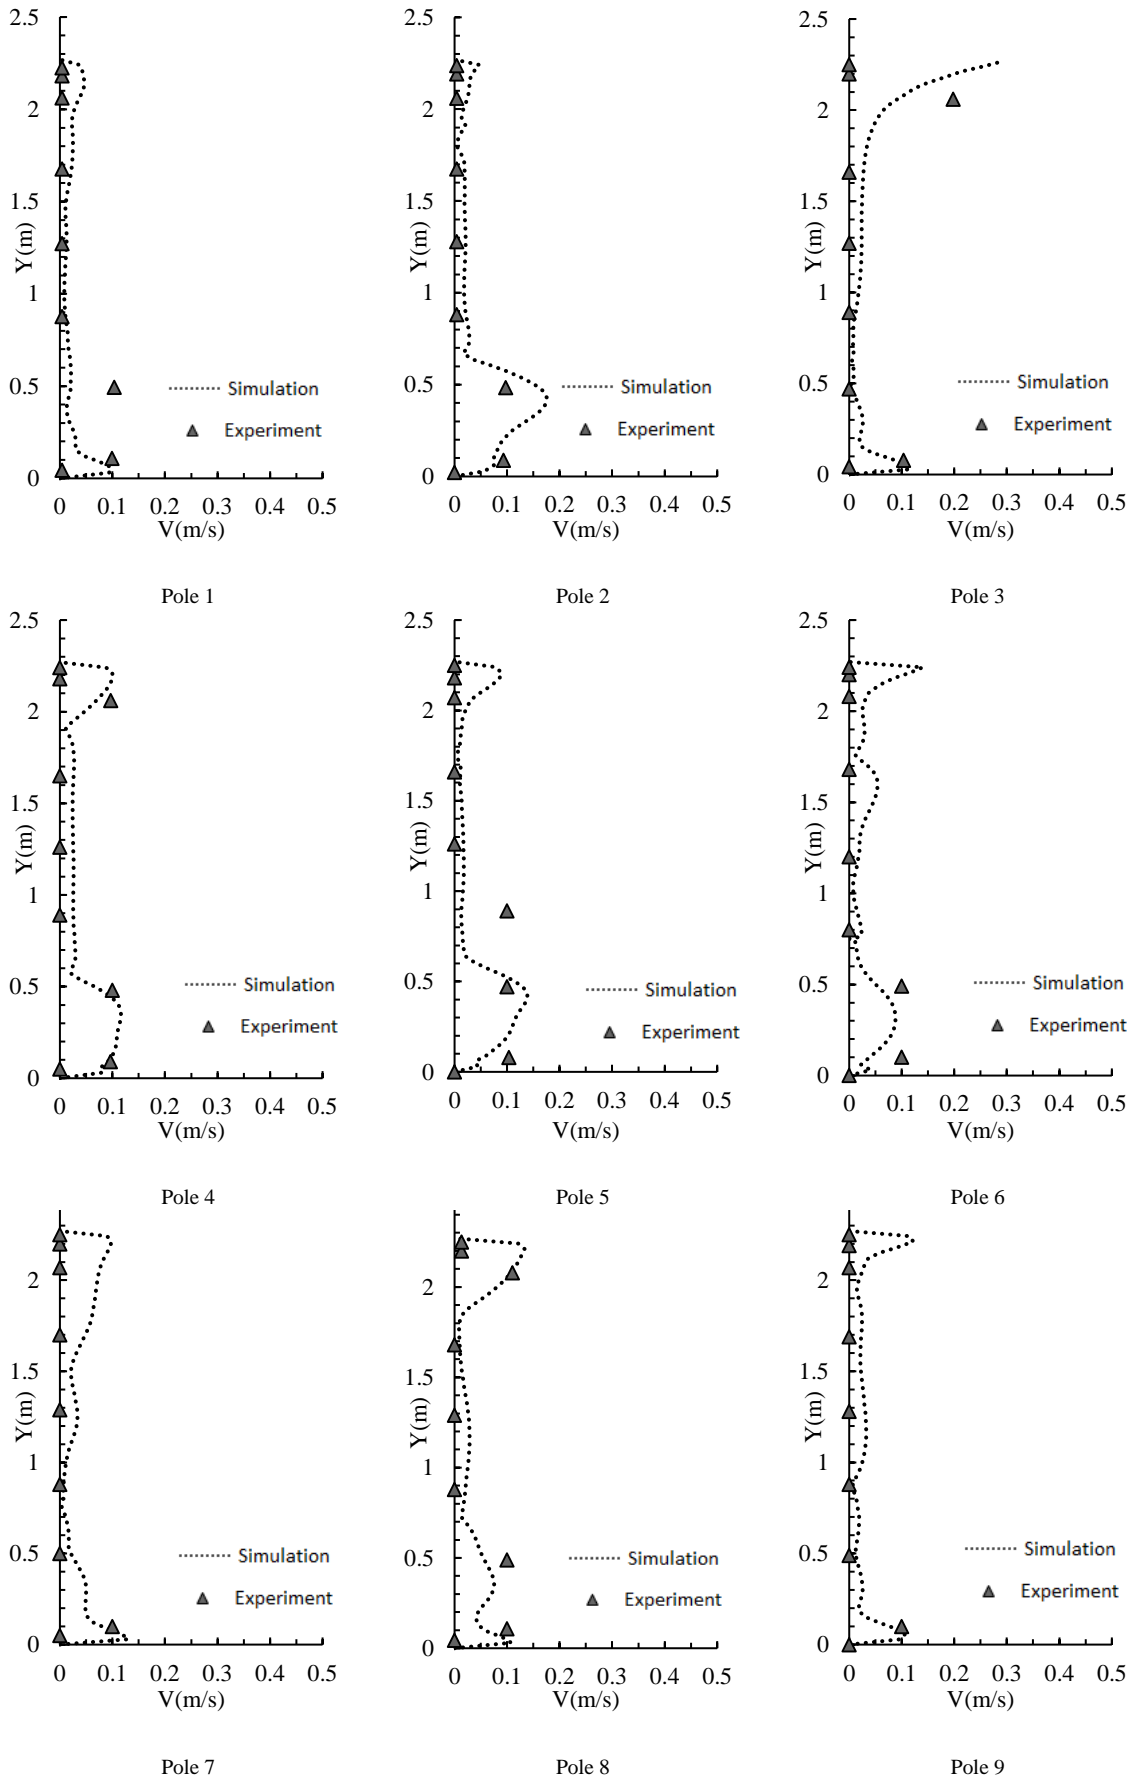 2.5
2
1.5
1
0.5
0
Y(m)
Simulation
Experiment
0 0.1 0.2 0.3 0.4 0.5
V(m/s)
Pole 1
2.5
2
1.5
1
0.5
0
Y(m)
Simulation
Experiment
0 0.1 0.2 0.3 0.4 0.5
V(m/s)
Pole 2
2.5
2
1.5
1
0.5
0
Y(m)
Simulation
Experiment
0 0.1 0.2 0.3 0.4 0.5
V(m/s)
Pole 3
2.5
2
1.5
1
0.5
0
Y(m)
Simulation
Experiment
0 0.1 0.2 0.3 0.4 0.5
V(m/s)
Pole 4
2.5
2
1.5
1
0.5
0
Y(m)
Simulation
Experiment
0 0.1 0.2 0.3 0.4 0.5
V(m/s)
Pole 5
2.5
2
1.5
1
0.5
0
Y(m)
Simulation
Experiment
0 0.1 0.2 0.3 0.4 0.5
V(m/s)
Pole 6
2
1.5
1
0.5
0
Y(m)
Simulation
Experiment
0 0.1 0.2 0.3 0.4 0.5
V(m/s)
Pole 7
2
1.5
1
0.5
0
Y(m)
Simulation
Experiment
0 0.1 0.2 0.3 0.4 0.5
V(m/s)
Pole 8
2
1.5
1
0.5
0
Y(m)
Simulation
Experiment
0 0.1 0.2 0.3 0.4 0.5
V(m/s)
Pole 9